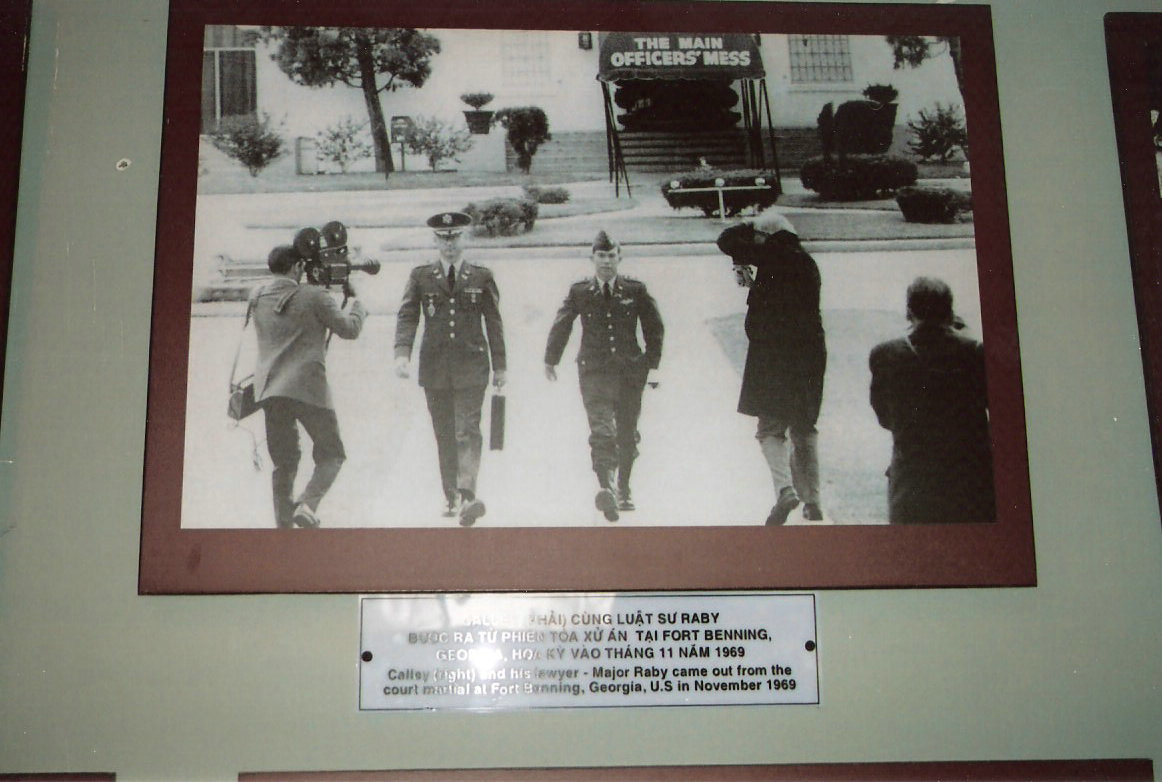 THE MAIN
OFFICERS' MESS
PHẢI) CÙNG LUẬT SƯ RABY
BƯỚC RA TỪ PHIÊN TÒA XỬ ÁN TẠI FORT BENNING,
HOA KỲ VÀO THÁNG 11 NĂM 1969
Calley (right) and his lawyer - Major Raby came out from the
court martial at Fort Benning, Georgia, U.S in November 1969